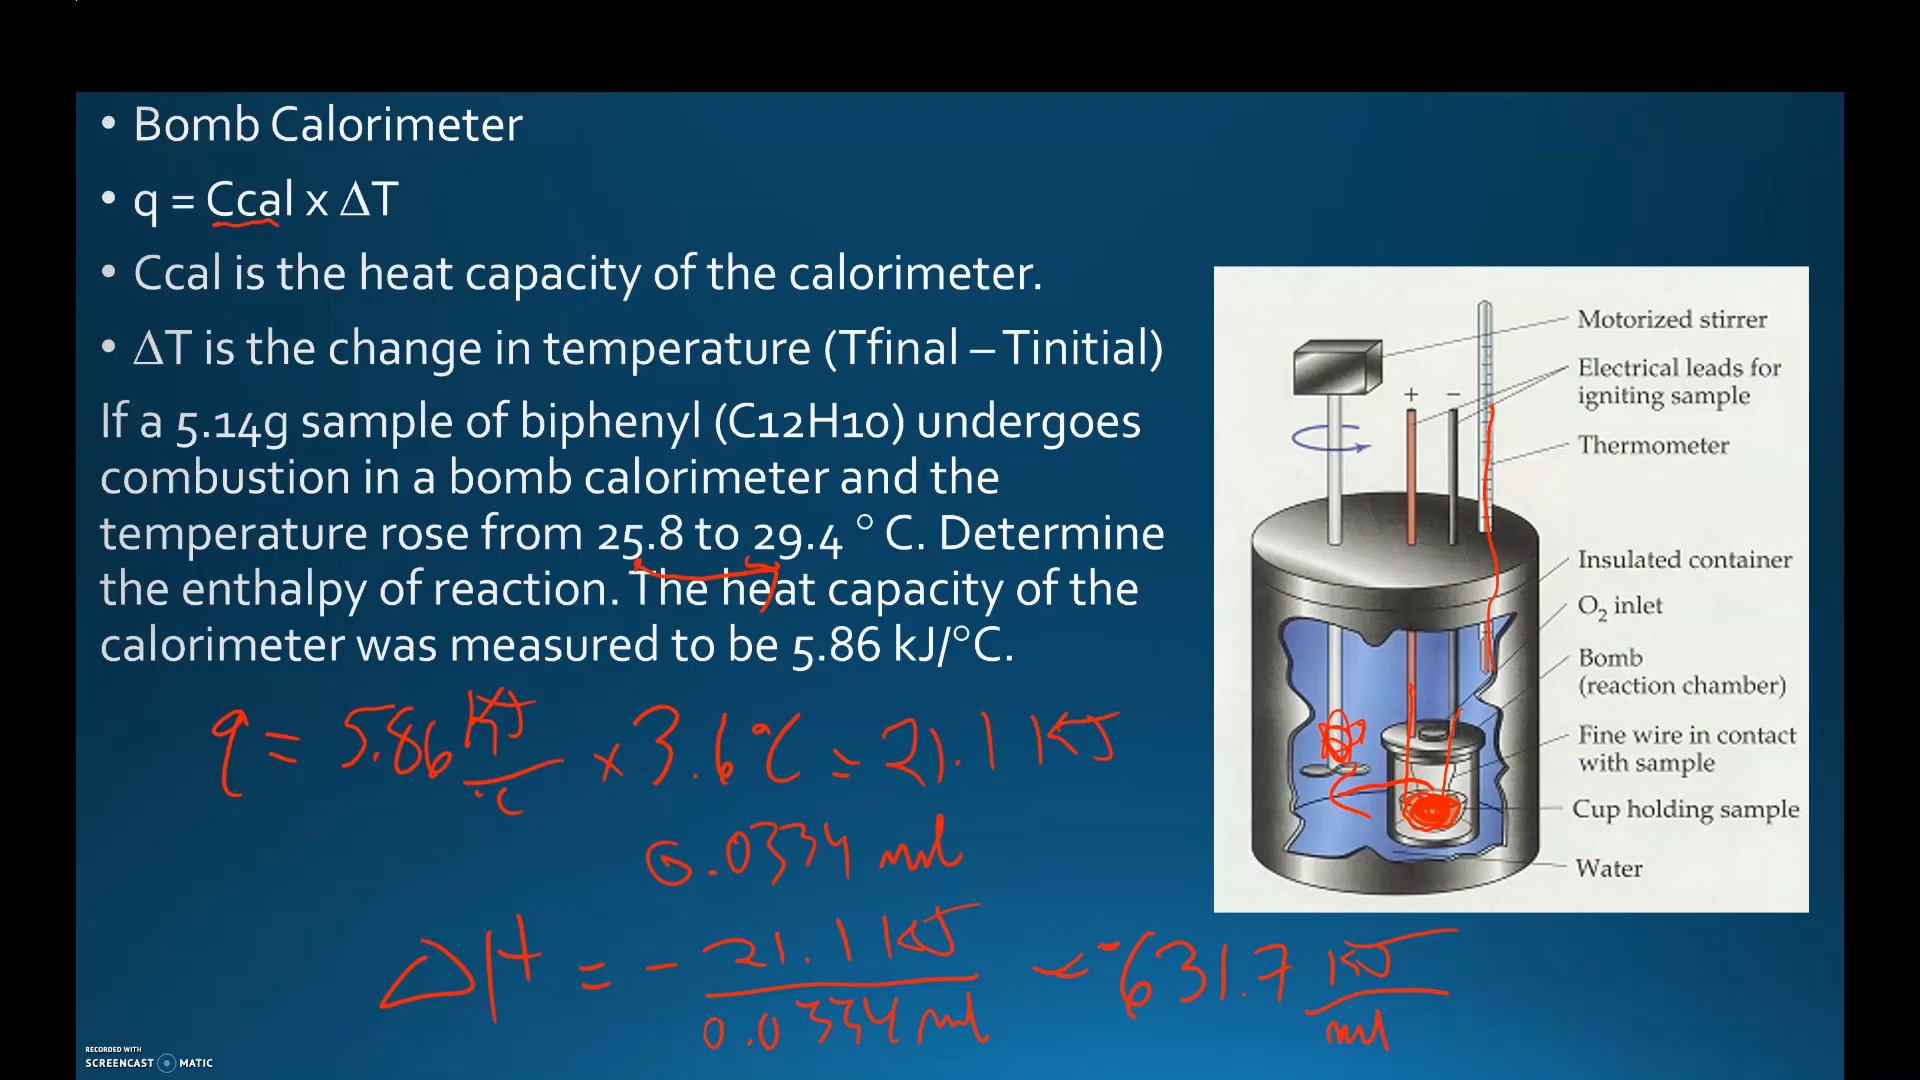 • Bomb Calorimeter
• q = Ccal x ΔT
• Ccal is the heat capacity of the calorimeter.
• ΔT is the change in temperature (Tfinal – Tinitial)
If a 5.14g sample of biphenyl (C12H10) undergoes
combustion in a bomb calorimeter and the
temperature rose from 25.8 to 29.4 ° C. Determine
the enthalpy of reaction. The heat capacity of the
calorimeter was measured to be 5.86 kJ/°C.
q = 5.86 KJ/°C x 3.6°C = 21.1 KJ
0.0334 mol
ΔH = - 21.1 KJ / 0.0334 mol = -631.7 KJ/mol
Motorized stirrer
Electrical leads for
igniting sample
+ −
Thermometer
Insulated container
O₂ inlet
Bomb
(reaction chamber)
Fine wire in contact
with sample
Cup holding sample
Water
RECORDED WITH
SCREENCAST MATIC